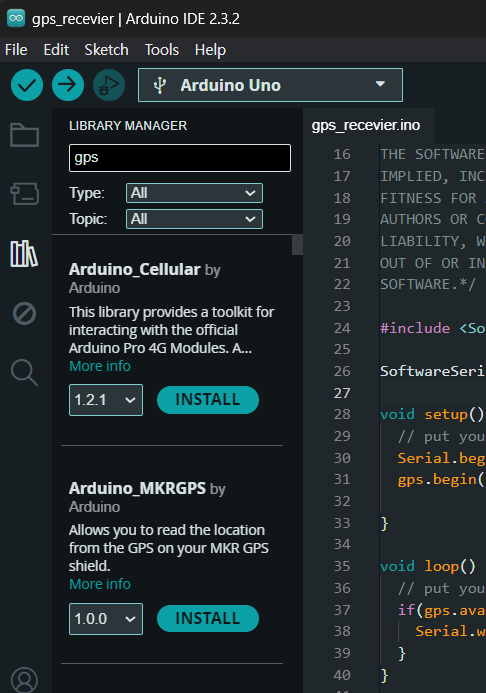 gps_recevier | Arduino IDE 2.3.2
File Edit Sketch Tools Help
Arduino Uno
LIBRARY MANAGER
gps
Type: All
Topic: All
Arduino_Cellular by
Arduino
This library provides a toolkit for
interacting with the official
Arduino Pro 4G Modules. A...
More info
1.2.1 INSTALL
Arduino_MKRGPS by
Arduino
Allows you to read the location
from the GPS on your MKR GPS
shield.
More info
1.0.0 INSTALL
gps_recevier.ino
16 THE SOFTWARE
17 IMPLIED, INC
18 FITNESS FOR
19 AUTHORS OR C
20 LIABILITY, W
21 OUT OF OR IN
22 SOFTWARE.*/
23
24 #include <So
25
26 SoftwareSeri
27
28 void setup()
29 // put you
30 Serial.beg
31 gps.begin(
32
33 }
34
35 void loop()
36 // put you
37 if(gps.ava
38 Serial.w
39 }
40 }